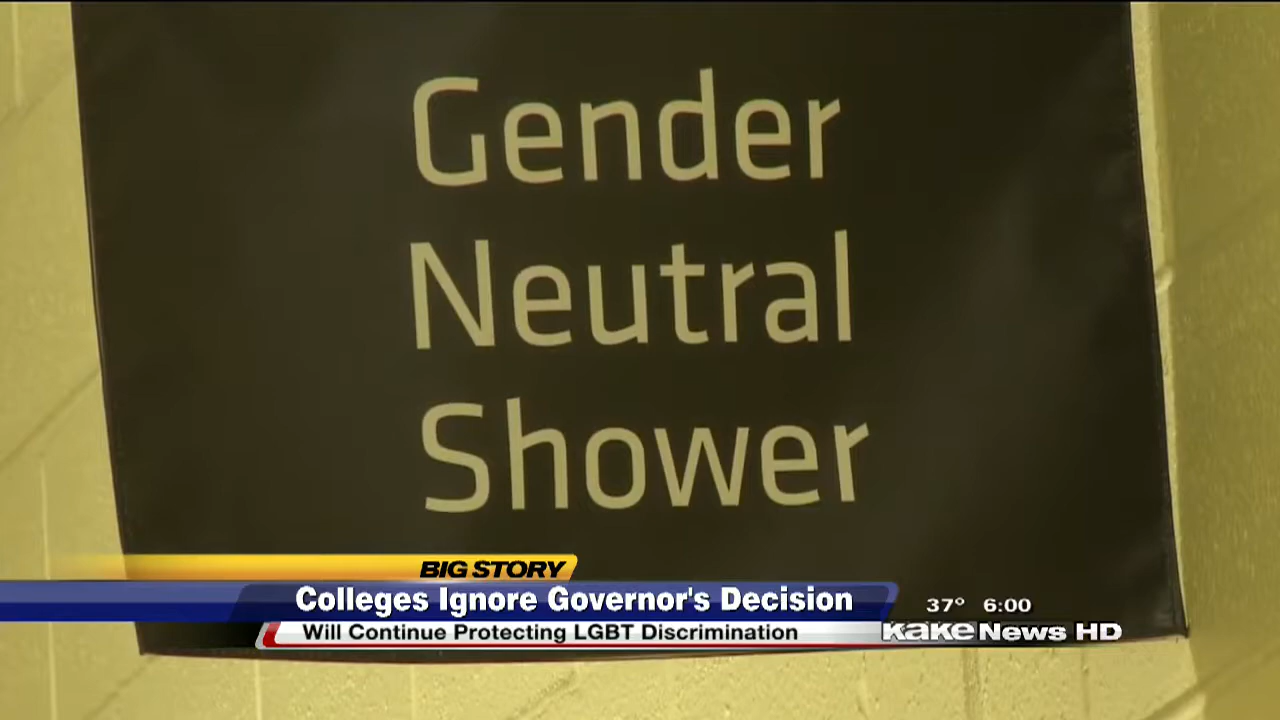 Gender
Neutral
Shower
BIG STORY
Colleges Ignore Governor's Decision
37° 6:00
Will Continue Protecting LGBT Discrimination
KAKE NEWS HD